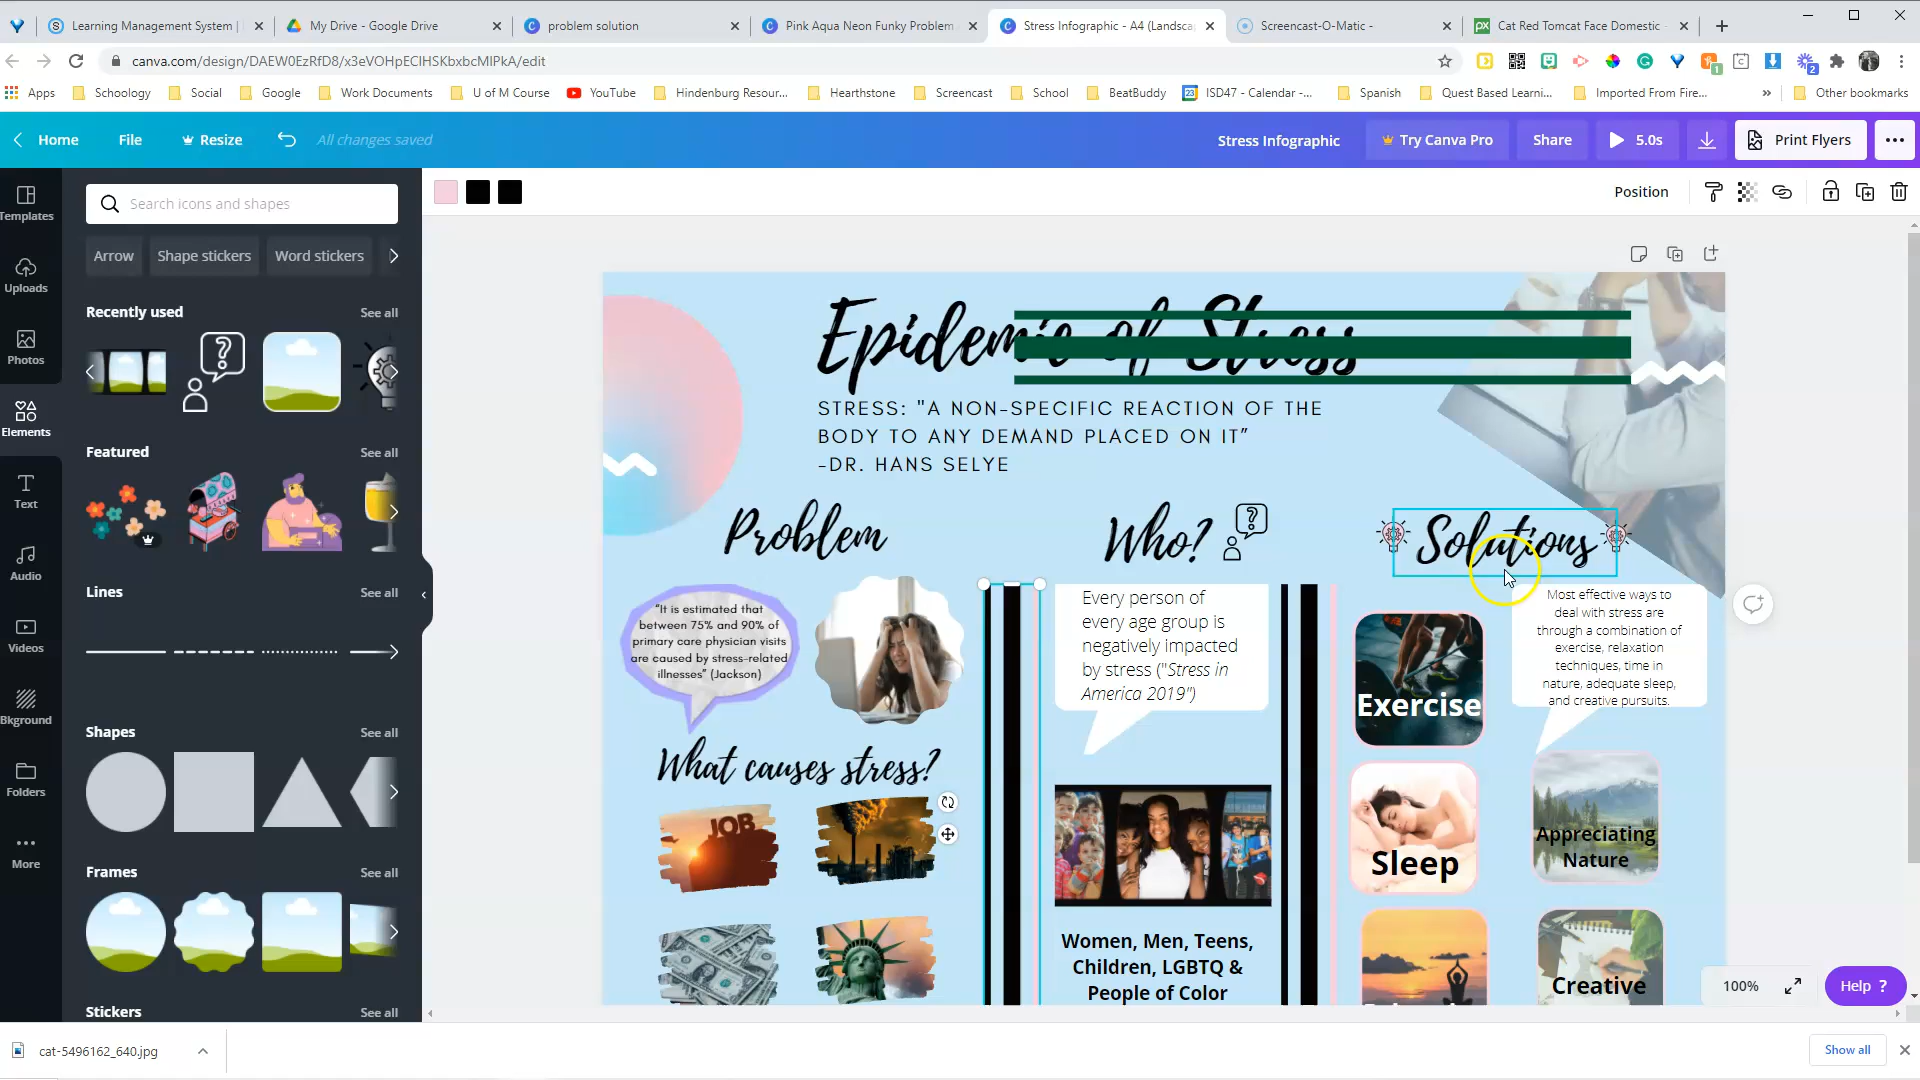 Learning Management System |
My Drive - Google Drive
problem solution
Pink Aqua Neon Funky Problem
Stress Infographic - A4 (Landsca
Screencast-O-Matic -
Cat Red Tomcat Face Domestic
canva.com/design/DAEW0EzRfD8/x3eVOHpEClHSKbxbcMlPkA/edit
Apps
Schoology
Social
Google
Work Documents
U of M Course
YouTube
Hindenburg Resour...
Hearthstone
Screencast
School
BeatBuddy
ISD47 - Calendar -...
Spanish
Quest Based Learni...
Imported From Fire...
Other bookmarks
Home
File
Resize
All changes saved
Stress Infographic
Try Canva Pro
Share
5.0s
Print Flyers
Position
Templates
Uploads
Photos
Elements
Text
Audio
Videos
Bkground
Folders
More
Search icons and shapes
Arrow
Shape stickers
Word stickers
Recently used
See all
Featured
See all
Lines
See all
Shapes
See all
Frames
See all
Stickers
See all
Epidemic of Stress
STRESS: "A NON-SPECIFIC REACTION OF THE
BODY TO ANY DEMAND PLACED ON IT"
-DR. HANS SELYE
Problem
"It is estimated that
between 75% and 90% of
primary care physician visits
are caused by stress-related
illnesses" (Jackson)
What causes stress?
JOB
Who?
Every person of
every age group is
negatively impacted
by stress ("Stress in
America 2019")
Women, Men, Teens,
Children, LGBTQ &
People of Color
Solutions
Most effective ways to
deal with stress are
through a combination of
exercise, relaxation
techniques, time in
nature, adequate sleep,
and creative pursuits.
Exercise
Sleep
Appreciating
Nature
Creative
100%
Help ?
cat-5496162_640.jpg
Show all